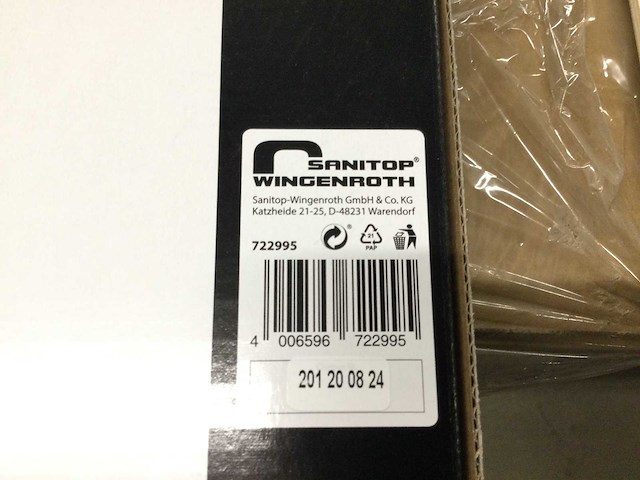 SANITOP®
WINGENROTH
Sanitop-Wingenroth GmbH & Co. KG
Katzheide 21-25, D-48231 Warendorf
722995
®
21
PAP
4 006596 722995
201 20 08 24